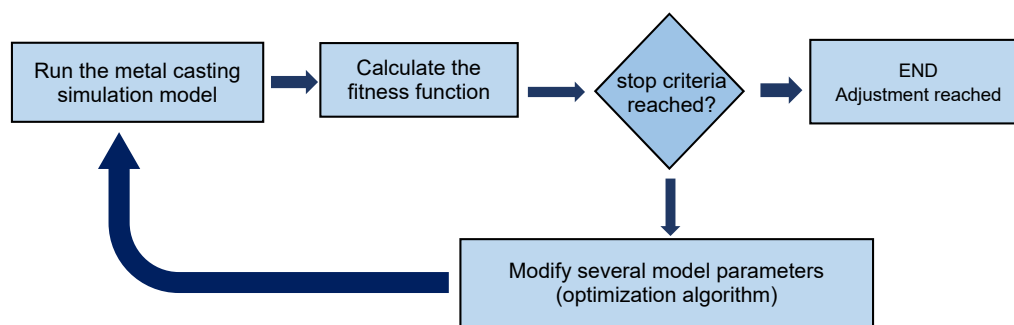 Run the metal casting
simulation model
Calculate the
fitness function
stop criteria
reached?
END
Adjustment reached
Modify several model parameters
(optimization algorithm)